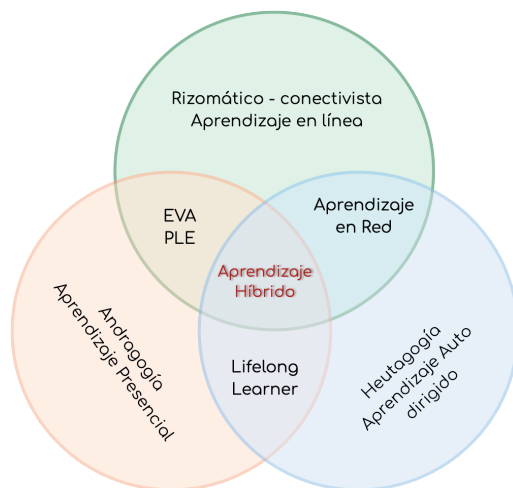 Rizomático - conectivista
Aprendizaje en línea
EVA
PLE
Aprendizaje
en Red
Aprendizaje
Híbrido
Andragogía
Aprendizaje Presencial
Lifelong
Learner
Heutagogía
Aprendizaje Auto
dirigido